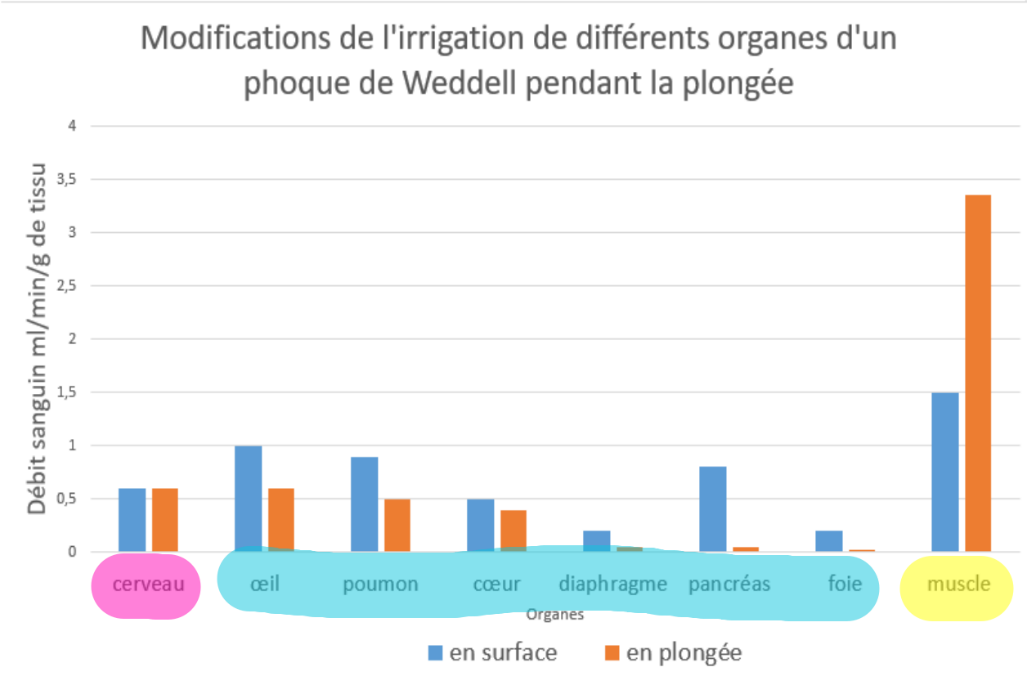 Modifications de l'irrigation de différents organes d'un
phoque de Weddell pendant la plongée
Débit sanguin ml/min/g de tissu
4
3,5
3
2,5
2
1,5
1
0,5
0
cerveau œil poumon cœur diaphragme pancréas foie muscle
Organes
en surface en plongée